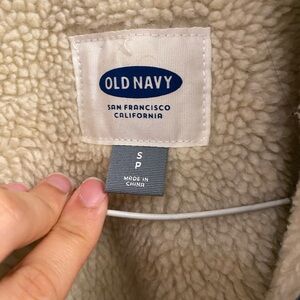 OLD NAVY
SAN FRANCISCO
CALIFORNIA
S
P
MADE IN
CHINA